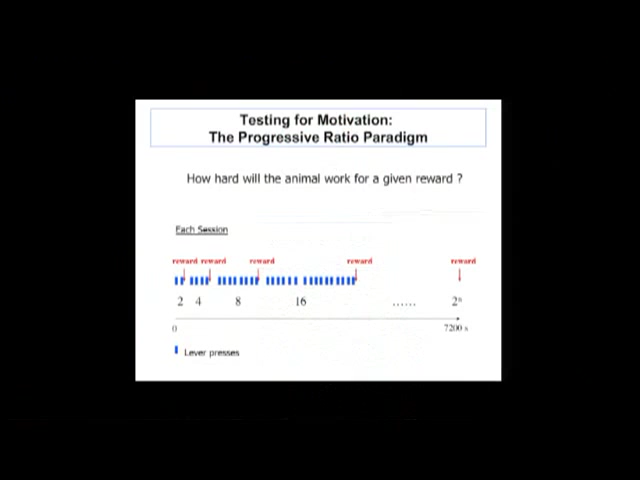 Testing for Motivation:
The Progressive Ratio Paradigm
How hard will the animal work for a given reward ?
Each Session
reward reward reward reward reward
2 4 8 16 ...... 2ⁿ
0 7200 s
Lever presses